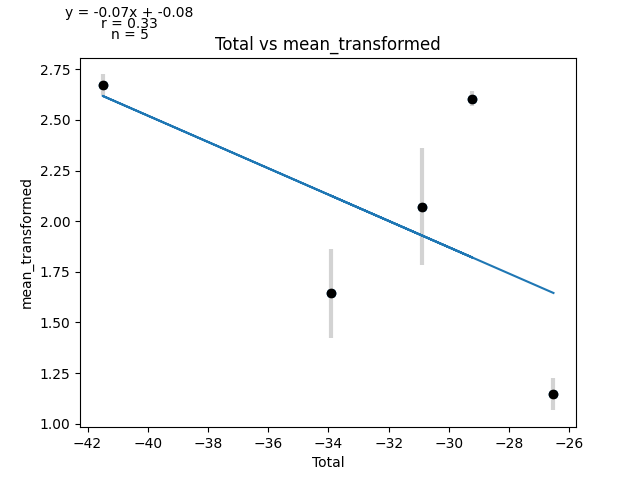 y = -0.07x + -0.08
r = 0.33
n = 5
Total vs mean_transformed
2.75
2.50
2.25
2.00
1.75
1.50
1.25
1.00
mean_transformed
−42
−40
−38
−36
−34
−32
−30
−28
−26
Total